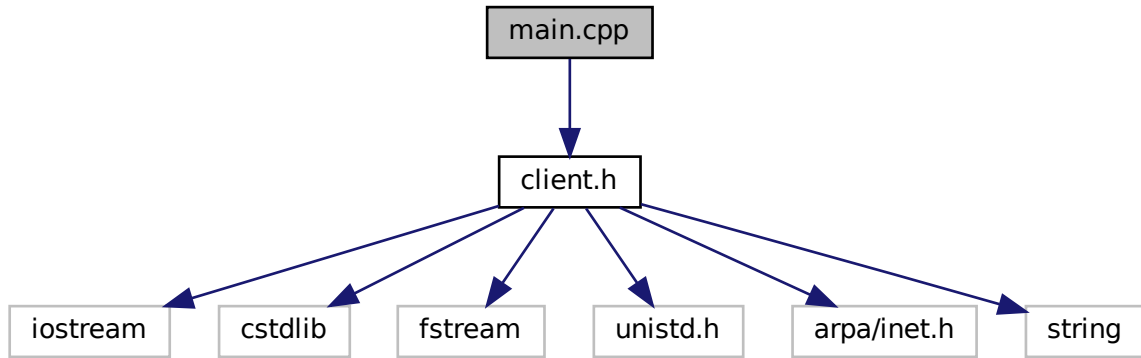 main.cpp
client.h
iostream
cstdlib
fstream
unistd.h
arpa/inet.h
string